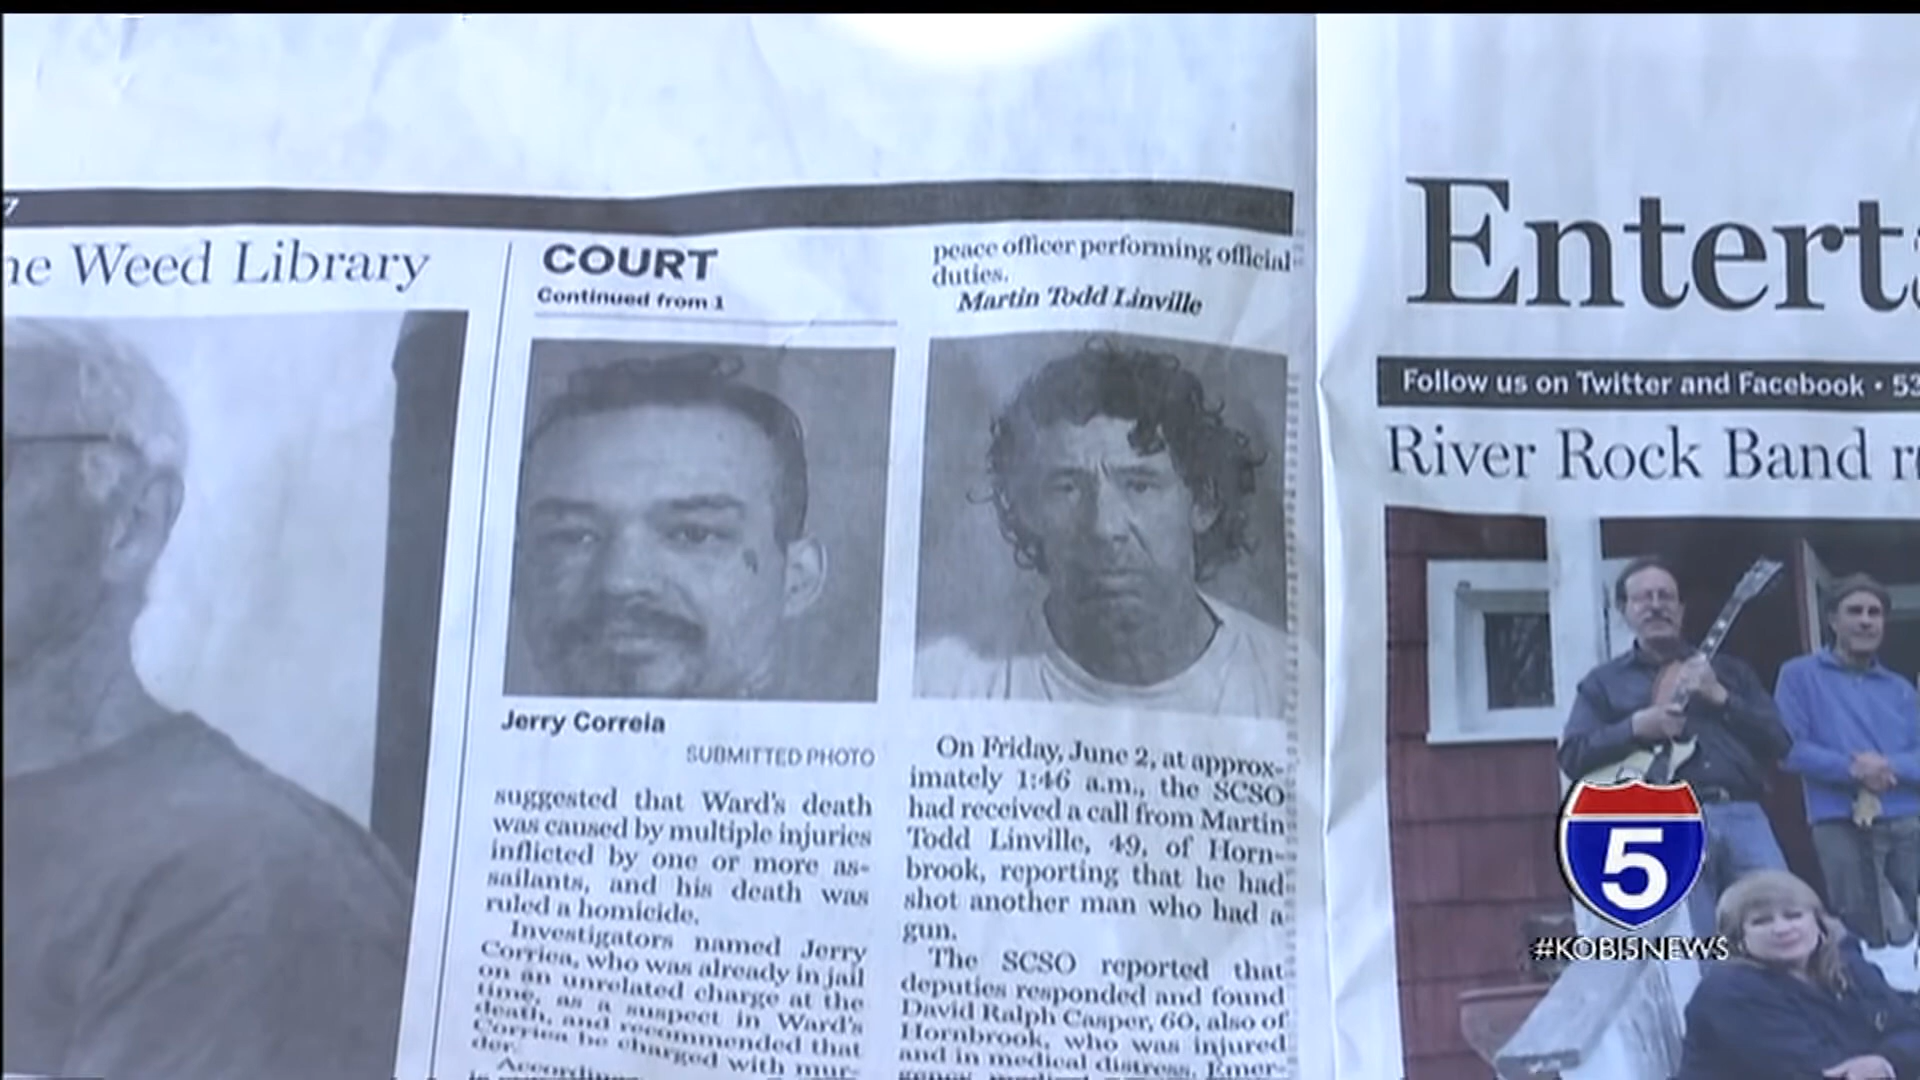 7
he Weed Library
COURT
Continued from 1
Jerry Correia
SUBMITTED PHOTO
suggested that Ward's death
was caused by multiple injuries
inflicted by one or more as-
sailants, and his death was
ruled a homicide.
Investigators named Jerry
Corriea, who was already in jail
on an unrelated charge at the
time, as a suspect in Ward's
death, and recommended that
Corriea be charged with mur-
der.
peace officer performing official
duties.
Martin Todd Linville
On Friday, June 2, at approx-
imately 1:46 a.m., the SCSO
had received a call from Martin
Todd Linville, 49, of Horn-
brook, reporting that he had
shot another man who had a
gun.
The SCSO reported that
deputies responded and found
David Ralph Casper, 60, also of
Hornbrook, who was injured
and in medical distress. Emer-
Enterta
Follow us on Twitter and Facebook • 53
River Rock Band r
5
#KOBI5NEWS